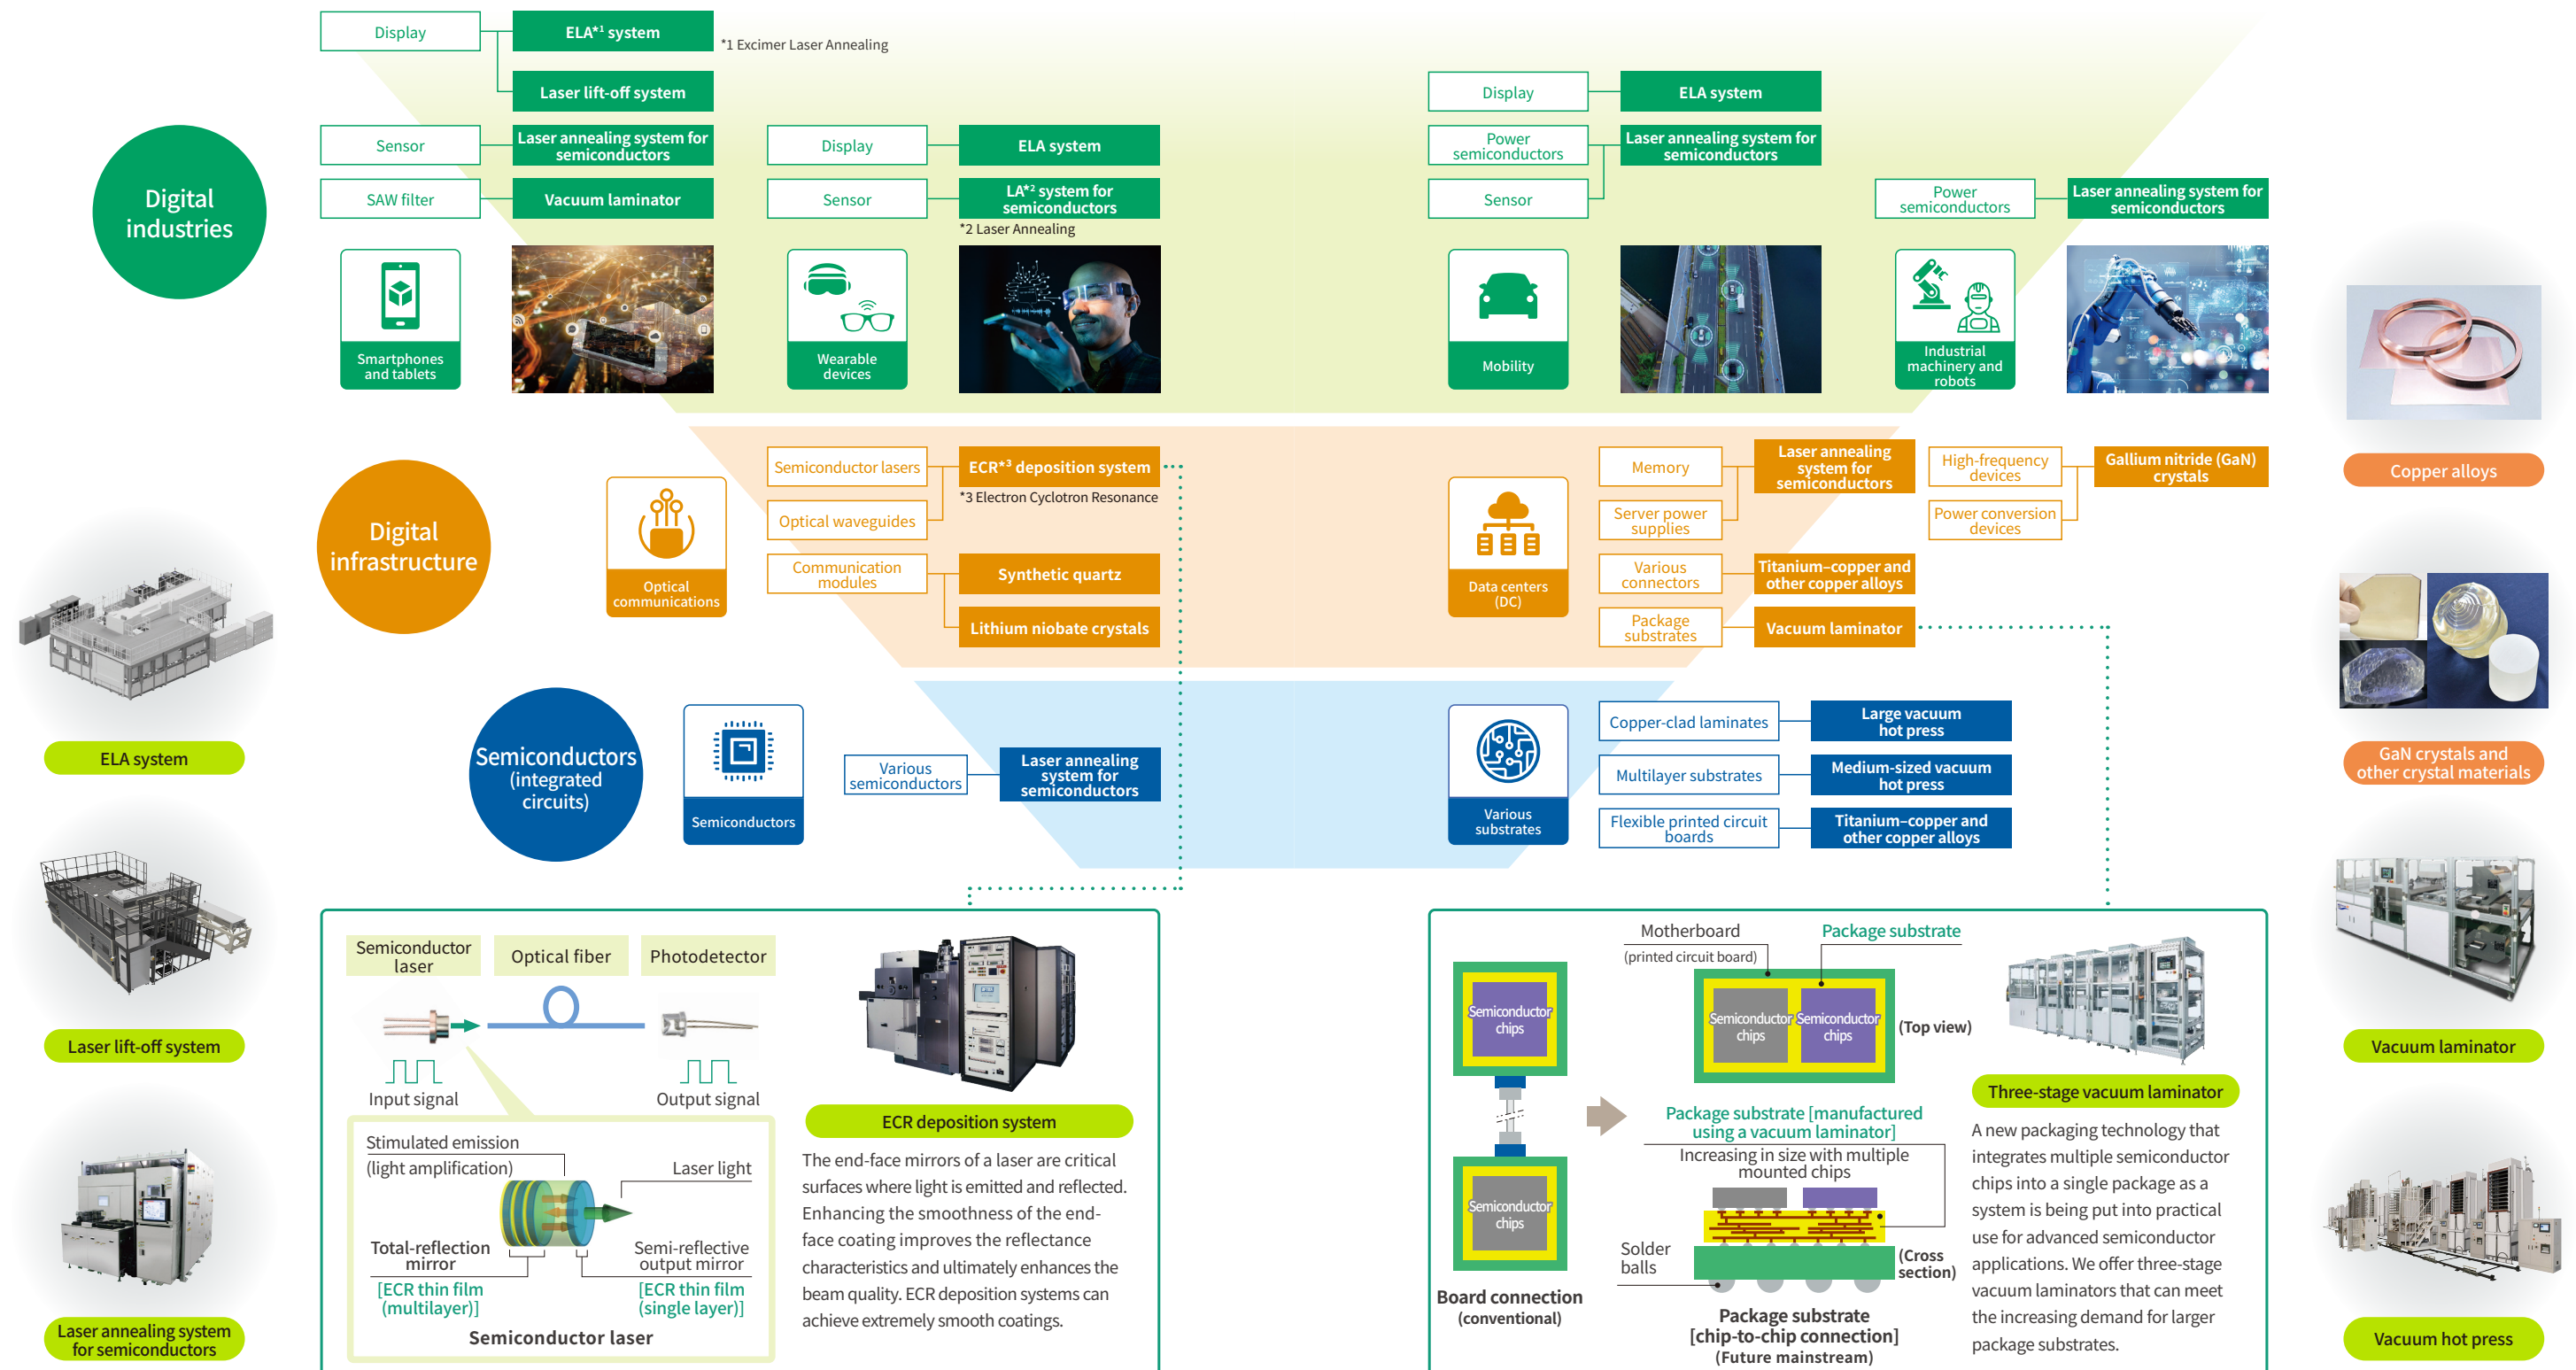 Digital
industries
Display
ELA*1 system
*1 Excimer Laser Annealing
Laser lift-off system
Sensor
Laser annealing system for
semiconductors
SAW filter
Vacuum laminator
Smartphones
and tablets
Display
ELA system
Sensor
LA*2 system for
semiconductors
*2 Laser Annealing
Wearable
devices
Display
ELA system
Power
semiconductors
Laser annealing system for
semiconductors
Sensor
Mobility
Power
semiconductors
Laser annealing system for
semiconductors
Industrial
machinery and
robots
Digital
infrastructure
Optical
communications
Semiconductor lasers
ECR*3 deposition system
*3 Electron Cyclotron Resonance
Optical waveguides
Communication
modules
Synthetic quartz
Lithium niobate crystals
Data centers
(DC)
Memory
Laser annealing
system for
semiconductors
Server power
supplies
High-frequency
devices
Gallium nitride (GaN)
crystals
Power conversion
devices
Various
connectors
Titanium–copper and
other copper alloys
Package
substrates
Vacuum laminator
Semiconductors
(integrated
circuits)
Semiconductors
Various
semiconductors
Laser annealing
system for
semiconductors
Various
substrates
Copper-clad laminates
Large vacuum
hot press
Multilayer substrates
Medium-sized vacuum
hot press
Flexible printed circuit
boards
Titanium–copper and
other copper alloys
ELA system
Laser lift-off system
Laser annealing system
for semiconductors
Copper alloys
GaN crystals and
other crystal materials
Vacuum laminator
Vacuum hot press
Semiconductor
laser
Optical fiber
Photodetector
Input signal
Output signal
Stimulated emission
(light amplification)
Laser light
Total-reflection
mirror
[ECR thin film
(multilayer)]
Semi-reflective
output mirror
[ECR thin film
(single layer)]
Semiconductor laser
ECR deposition system
The end-face mirrors of a laser are critical
surfaces where light is emitted and reflected.
Enhancing the smoothness of the end-
face coating improves the reflectance
characteristics and ultimately enhances the
beam quality. ECR deposition systems can
achieve extremely smooth coatings.
Semiconductor
chips
Semiconductor
chips
Board connection
(conventional)
Motherboard
(printed circuit board)
Package substrate
Semiconductor
chips
Semiconductor
chips
(Top view)
Package substrate [manufactured
using a vacuum laminator]
Increasing in size with multiple
mounted chips
Solder
balls
(Cross
section)
Package substrate
[chip-to-chip connection]
(Future mainstream)
Three-stage vacuum laminator
A new packaging technology that
integrates multiple semiconductor
chips into a single package as a
system is being put into practical
use for advanced semiconductor
applications. We offer three-stage
vacuum laminators that can meet
the increasing demand for larger
package substrates.